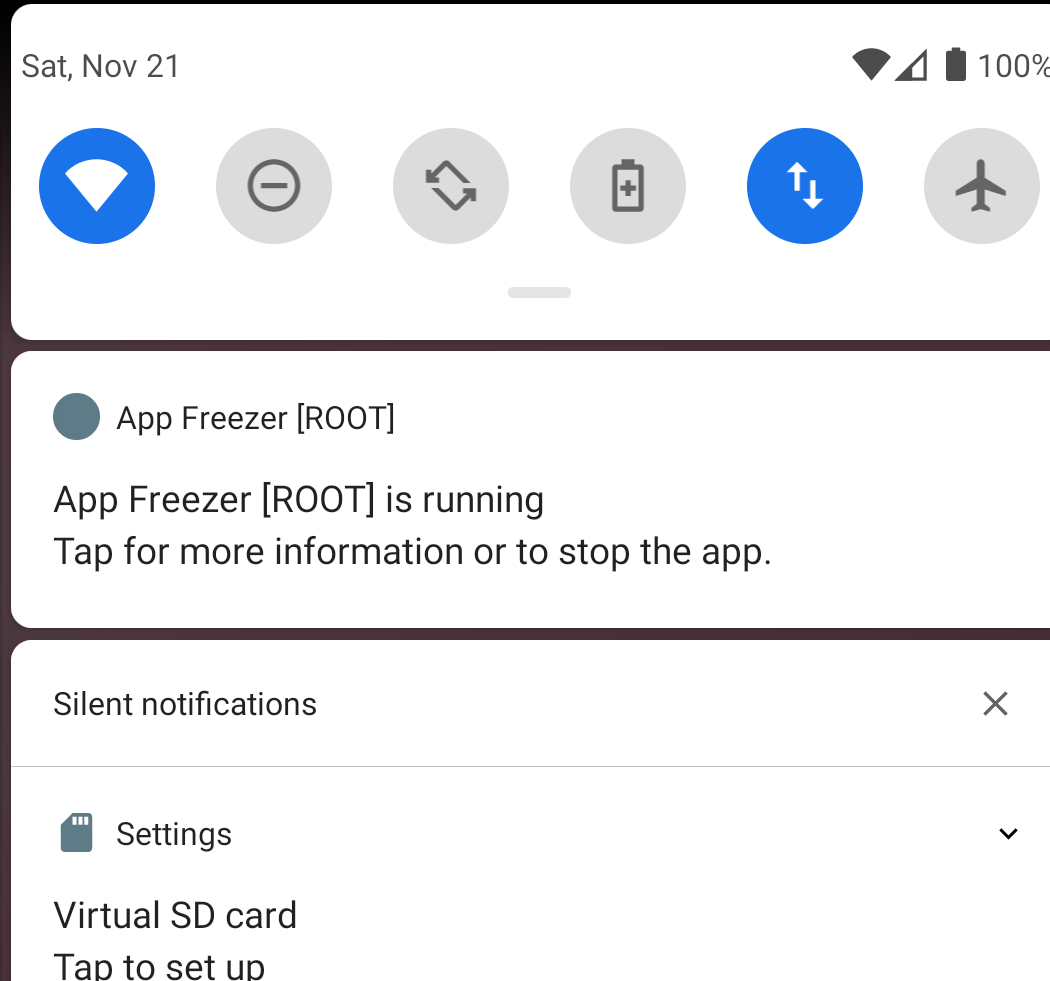 Sat, Nov 21
100%
App Freezer [ROOT]
App Freezer [ROOT] is running
Tap for more information or to stop the app.
Silent notifications
Settings
Virtual SD card
Tap to set up